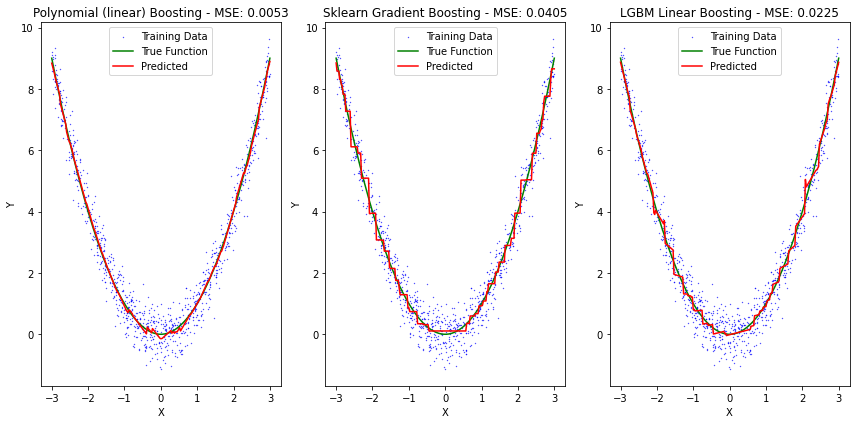 Polynomial (linear) Boosting - MSE: 0.0053
Training Data
True Function
Predicted
10
8
6
4
2
0
Y
−3
−2
−1
0
1
2
3
X
Sklearn Gradient Boosting - MSE: 0.0405
Training Data
True Function
Predicted
10
8
6
4
2
0
Y
−3
−2
−1
0
1
2
3
X
LGBM Linear Boosting - MSE: 0.0225
Training Data
True Function
Predicted
10
8
6
4
2
0
Y
−3
−2
−1
0
1
2
3
X